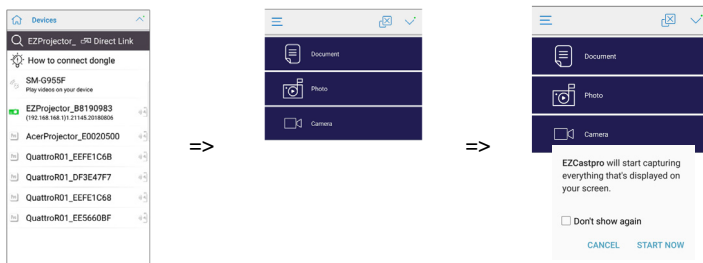 Devices
EZProjector_ Direct Link
How to connect dongle
SM-G955F
Play videos on your device
EZProjector_B8190983
(192.168.168.1)1.21145.20180806
AcerProjector_E0020500
QuattroR01_EEFE1C6B
QuattroR01_DF3E47F7
QuattroR01_EEFE1C68
QuattroR01_EE5660BF
=>
Document
Photo
Camera
=>
Document
Photo
Camera
EZCastpro will start capturing
everything that's displayed on
your screen.
Don't show again
CANCEL START NOW